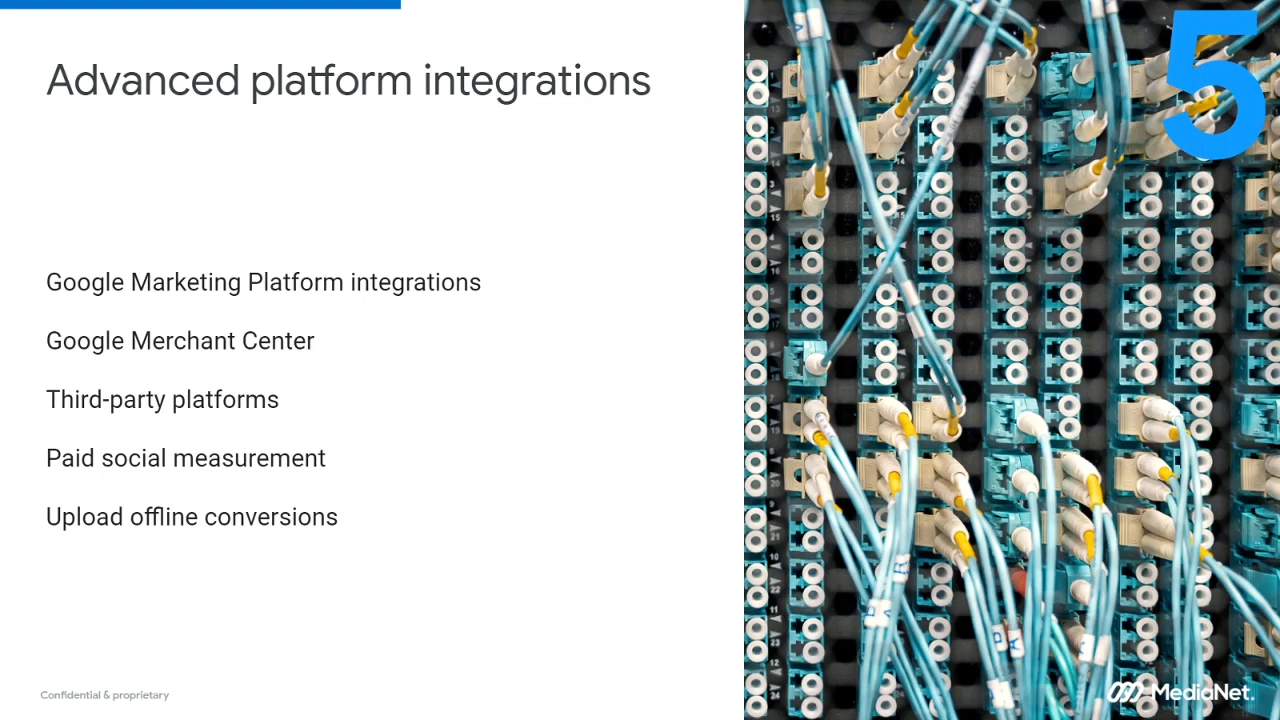 5
Advanced platform integrations
Google Marketing Platform integrations
Google Merchant Center
Third-party platforms
Paid social measurement
Upload offline conversions
Confidential & proprietary
MediaNet.